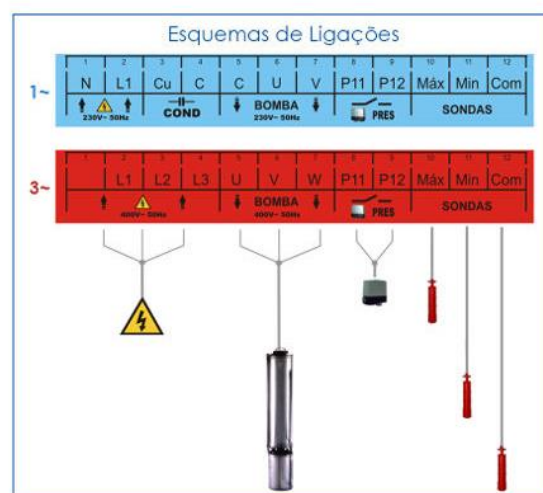 Esquemas de Ligações
1 2 3 4 5 6 7 8 9 10 11 12
1~ N L1 Cu C C U V P11 P12 Máx Min Com
230V~ 50Hz COND BOMBA 230V~ 50Hz PRES SONDAS
1 2 3 4 5 6 7 8 9 10 11 12
3~ L1 L2 L3 U V W P11 P12 Máx Min Com
400V~ 50Hz BOMBA 400V~ 50Hz PRES SONDAS